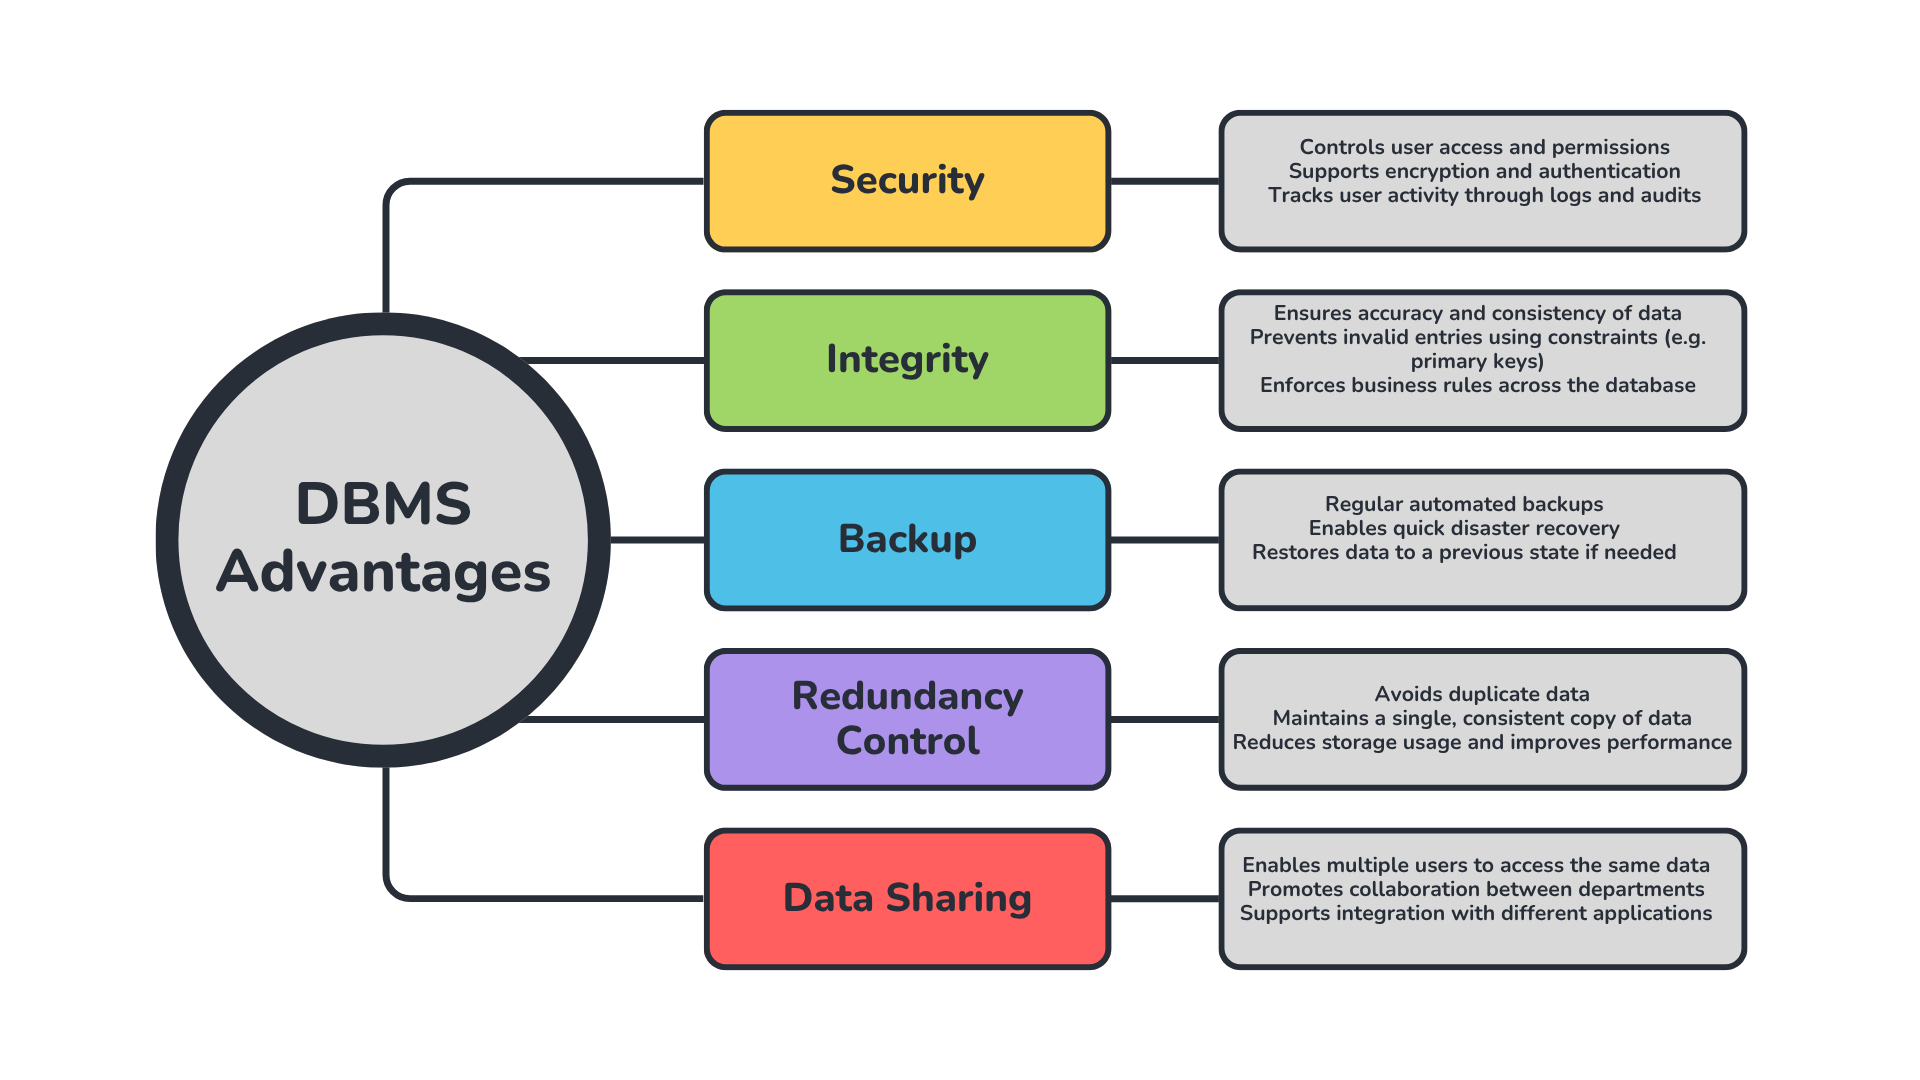 DBMS
Advantages
Security
Controls user access and permissions
Supports encryption and authentication
Tracks user activity through logs and audits
Integrity
Ensures accuracy and consistency of data
Prevents invalid entries using constraints (e.g.
primary keys)
Enforces business rules across the database
Backup
Regular automated backups
Enables quick disaster recovery
Restores data to a previous state if needed
Redundancy
Control
Avoids duplicate data
Maintains a single, consistent copy of data
Reduces storage usage and improves performance
Data Sharing
Enables multiple users to access the same data
Promotes collaboration between departments
Supports integration with different applications